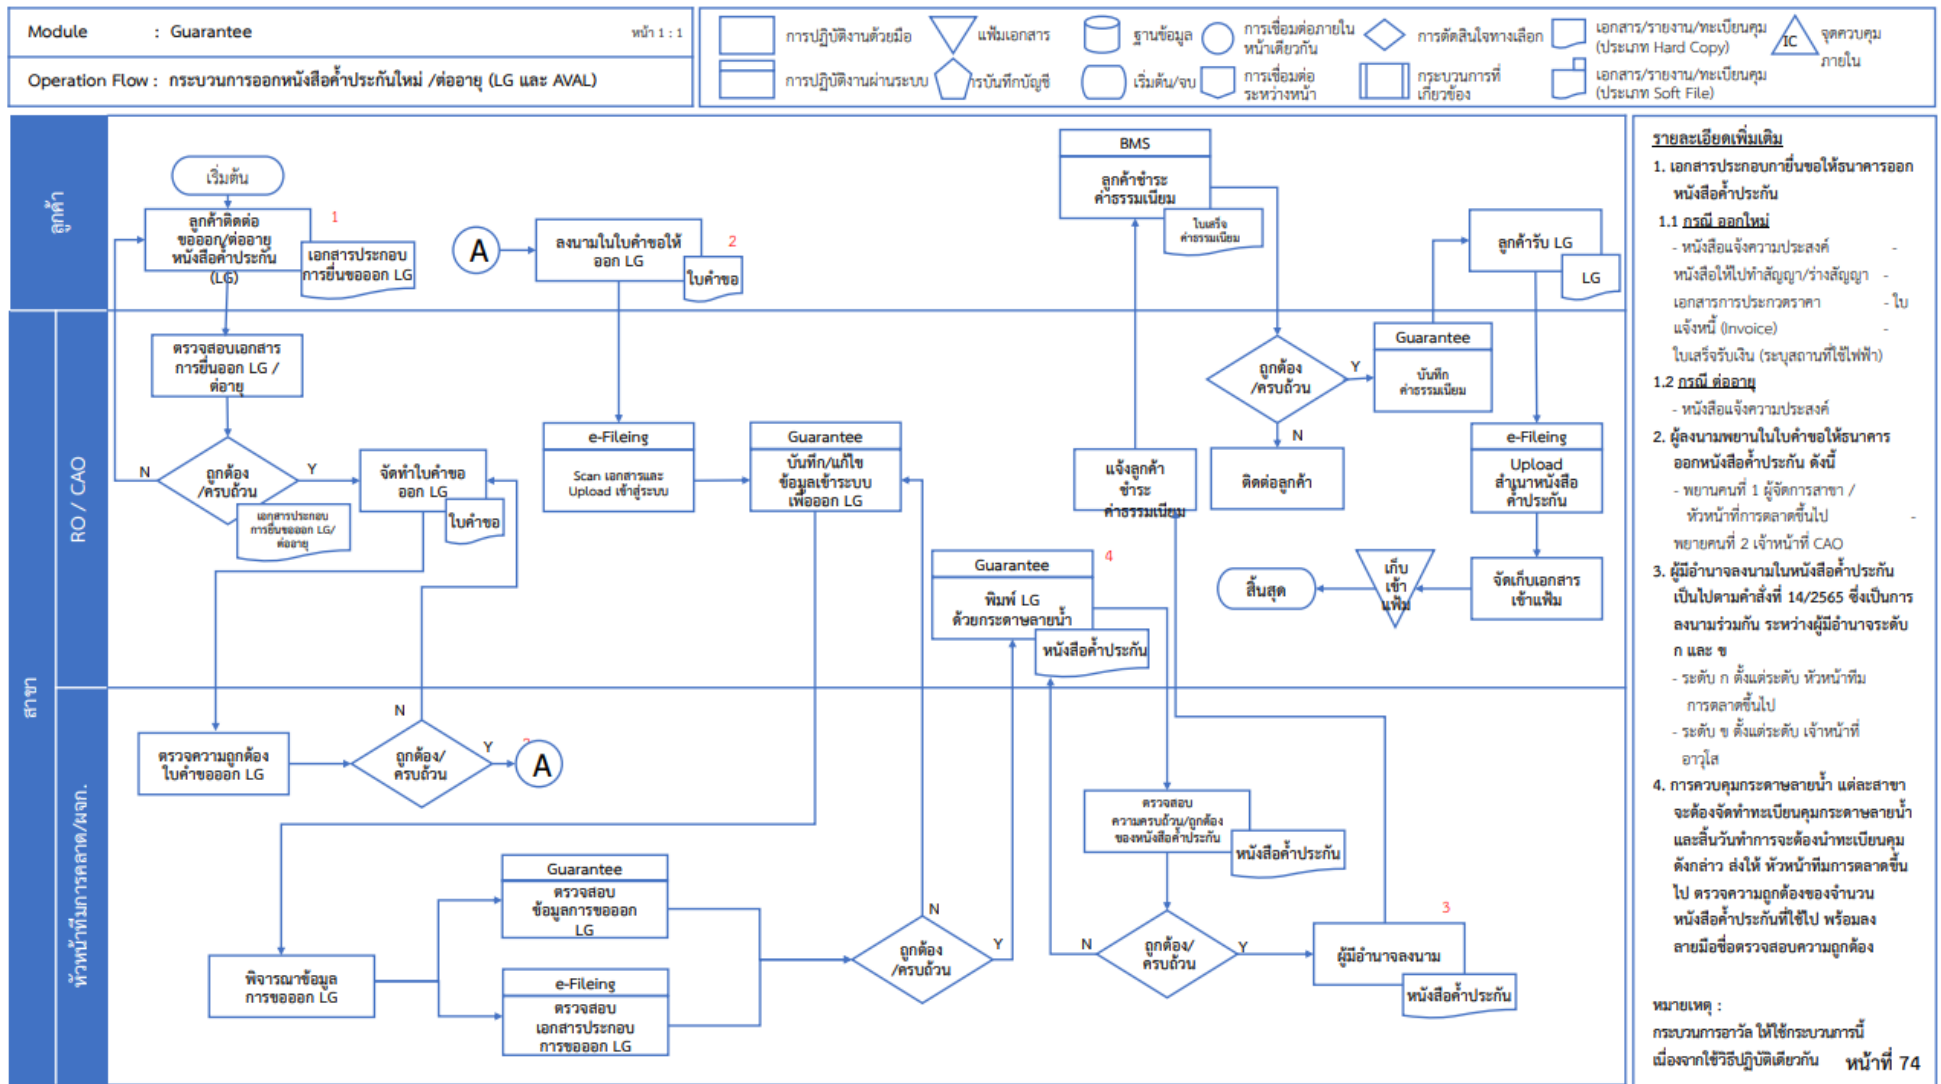 Module : Guarantee
หน้า 1 : 1
Operation Flow : กระบวนการออกหนังสือค้ำประกันใหม่ /ต่ออายุ (LG และ AVAL)
การปฏิบัติงานด้วยมือ
แฟ้มเอกสาร
ฐานข้อมูล
การเชื่อมต่อภายใน
หน้าเดียวกัน
การตัดสินใจทางเลือก
เอกสาร/รายงาน/ทะเบียนคุม
(ประเภท Hard Copy)
IC
จุดควบคุม
ภายใน
การปฏิบัติงานผ่านระบบ
ารบันทึกบัญชี
เริ่มต้น/จบ
การเชื่อมต่อ
ระหว่างหน้า
กระบวนการที่
เกี่ยวข้อง
เอกสาร/รายงาน/ทะเบียนคุม
(ประเภท Soft File)
ลูกค้า
เริ่มต้น
ลูกค้าติดต่อ
ขอออก/ต่ออายุ
หนังสือค้ำประกัน
(LG)
1
เอกสารประกอบ
การยื่นขอออก LG
A
ลงนามในใบคำขอให้
ออก LG
2
ใบคำขอ
BMS
ลูกค้าชำระ
ค่าธรรมเนียม
ใบเสร็จ
ค่าธรรมเนียม
ลูกค้ารับ LG
LG
สาขา
RO / CAO
ตรวจสอบเอกสาร
การยื่นออก LG /
ต่ออายุ
N
ถูกต้อง
/ครบถ้วน
Y
เอกสารประกอบ
การยื่นขอออก LG/
ต่ออายุ
จัดทำใบคำขอ
ออก LG
ใบคำขอ
e-Fileing
Scan เอกสารและ
Upload เข้าสู่ระบบ
Guarantee
บันทึก/แก้ไข
ข้อมูลเข้าระบบ
เพื่อออก LG
Guarantee
4
พิมพ์ LG
ด้วยกระดาษลายน้ำ
หนังสือค้ำประกัน
แจ้งลูกค้า
ชำระ
ค่าธรรมเนียม
ถูกต้อง
/ครบถ้วน
Y
N
Guarantee
บันทึก
ค่าธรรมเนียม
ติดต่อลูกค้า
e-Fileing
Upload
สำเนาหนังสือ
ค้ำประกัน
จัดเก็บเอกสาร
เข้าแฟ้ม
เก็บ
เข้า
แฟ้ม
สิ้นสุด
หัวหน้าทีมการตลาด/ผจก.
ตรวจความถูกต้อง
ใบคำขอออก LG
N
ถูกต้อง/
ครบถ้วน
Y
A
พิจารณาข้อมูล
การขอออก LG
Guarantee
ตรวจสอบ
ข้อมูลการขอออก
LG
e-Fileing
ตรวจสอบ
เอกสารประกอบ
การขอออก LG
N
ถูกต้อง
/ครบถ้วน
Y
ตรวจสอบ
ความครบถ้วน/ถูกต้อง
ของหนังสือค้ำประกัน
หนังสือค้ำประกัน
N
ถูกต้อง/
ครบถ้วน
Y
3
ผู้มีอำนาจลงนาม
หนังสือค้ำประกัน
รายละเอียดเพิ่มเติม
1. เอกสารประกอบกายื่นขอให้ธนาคารออก
หนังสือค้ำประกัน
1.1 กรณี ออกใหม่
- หนังสือแจ้งความประสงค์ -
หนังสือให้ไปทำสัญญา/ร่างสัญญา -
เอกสารการประกวดราคา - ใบ
แจ้งหนี้ (Invoice) -
ใบเสร็จรับเงิน (ระบุสถานที่ใช้ไฟฟ้า)
1.2 กรณี ต่ออายุ
- หนังสือแจ้งความประสงค์
2. ผู้ลงนามพยานในใบคำขอให้ธนาคาร
ออกหนังสือค้ำประกัน ดังนี้
- พยานคนที่ 1 ผู้จัดการสาขา /
หัวหน้าที่การตลาดขึ้นไป -
พยายคนที่ 2 เจ้าหน้าที่ CAO
3. ผู้มีอำนาจลงนามในหนังสือค้ำประกัน
เป็นไปตามคำสั่งที่ 14/2565 ซึ่งเป็นการ
ลงนามร่วมกัน ระหว่างผู้มีอำนาจระดับ
ก และ ข
- ระดับ ก ตั้งแต่ระดับ หัวหน้าทีม
การตลาดขึ้นไป
- ระดับ ข ตั้งแต่ระดับ เจ้าหน้าที่
อาวุโส
4. การควบคุมกระดาษลายน้ำ แต่ละสาขา
จะต้องจัดทำทะเบียนคุมกระดาษลายน้ำ
และสิ้นวันทำการจะต้องนำทะเบียนคุม
ดังกล่าว ส่งให้ หัวหน้าทีมการตลาดขึ้น
ไป ตรวจความถูกต้องของจำนวน
หนังสือค้ำประกันที่ใช้ไป พร้อมลง
ลายมือชื่อตรวจสอบความถูกต้อง
หมายเหตุ :
กระบวนการอาวัล ให้ใช้กระบวนการนี้
เนื่องจากใช้วิธีปฏิบัติเดียวกัน
หน้าที่ 74